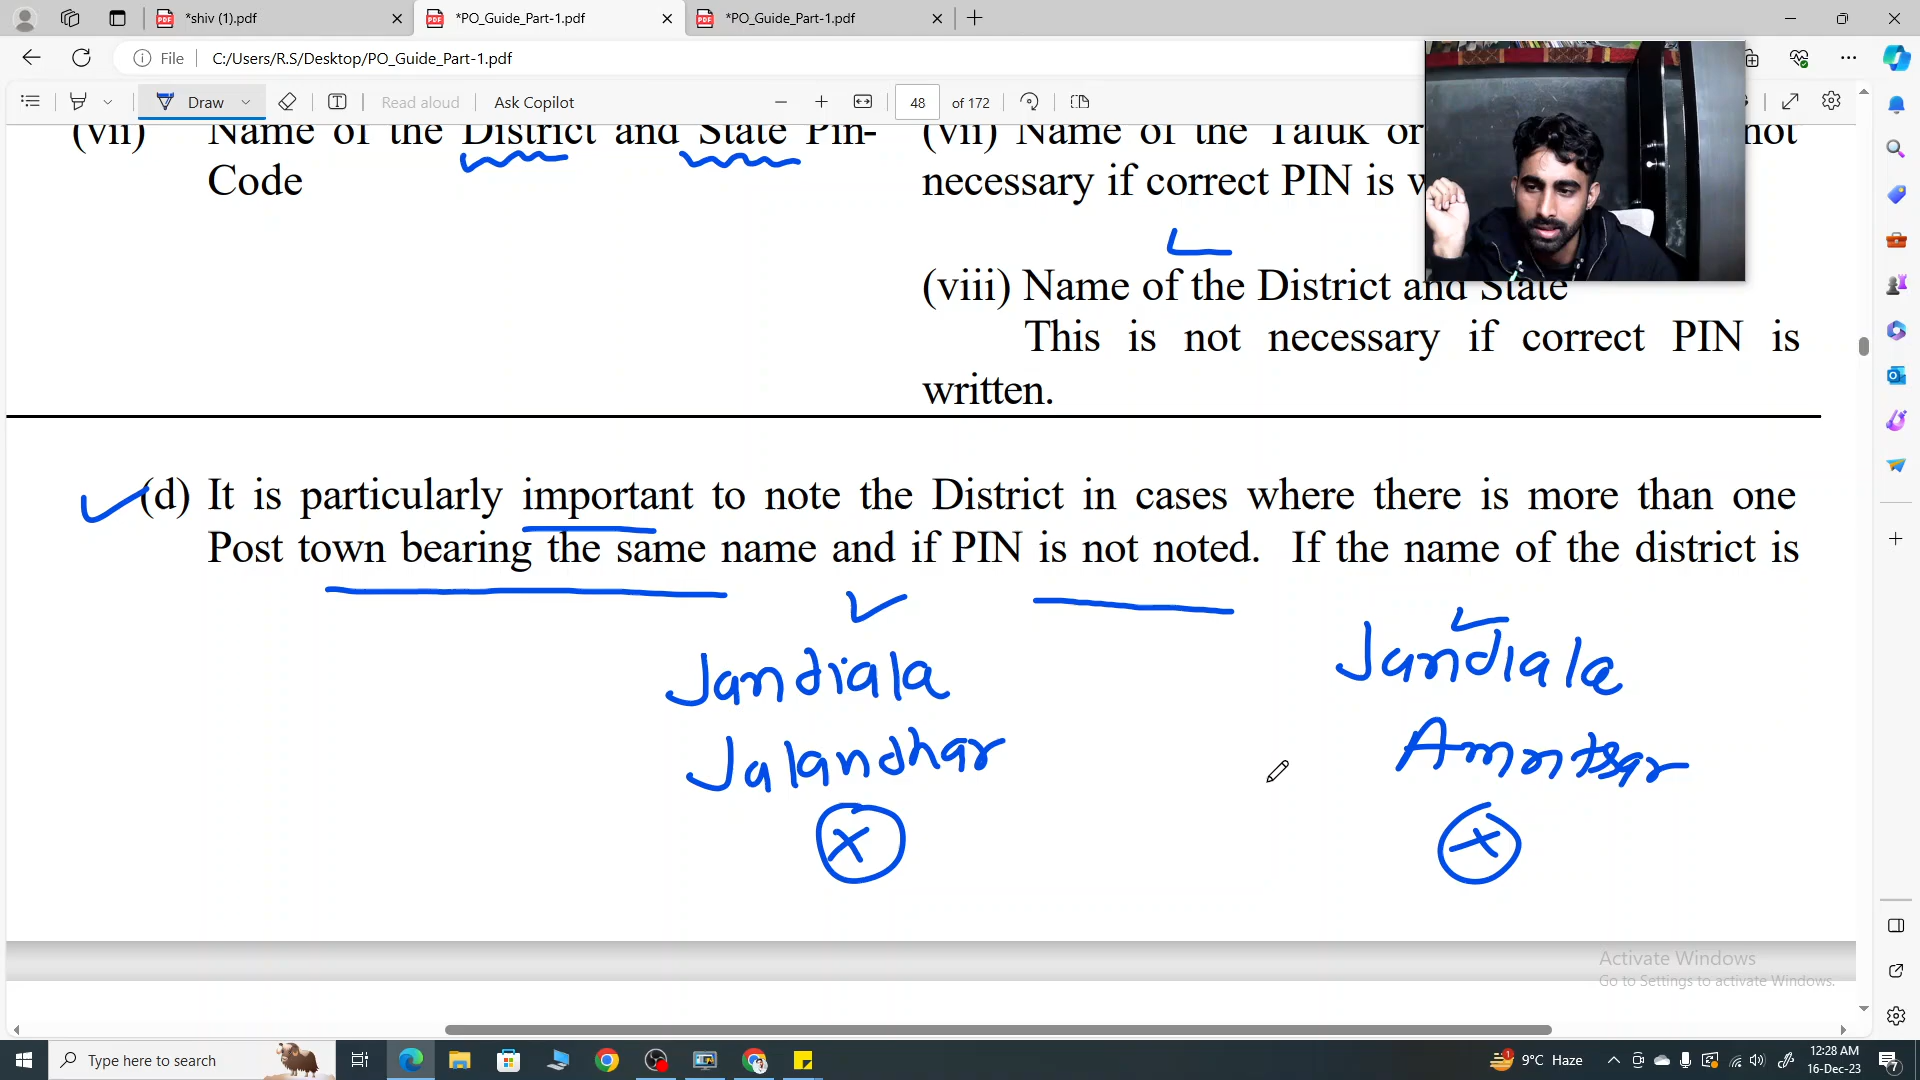 *shiv (1).pdf
*PO_Guide_Part-1.pdf
*PO_Guide_Part-1.pdf
File
C:/Users/R.S/Desktop/PO_Guide_Part-1.pdf
Draw
Read aloud
Ask Copilot
48 of 172
(vii) Name of the District and State Pin-
Code
(vii) Name of the Taluk or not
necessary if correct PIN is
(viii) Name of the District and State
This is not necessary if correct PIN is
written.
(d) It is particularly important to note the District in cases where there is more than one
Post town bearing the same name and if PIN is not noted. If the name of the district is
Jandiala
Jalandhar
X
Jandiala
Amritsar
X
Activate Windows
Go to Settings to activate Windows.
Type here to search
9°C Haze
12:28 AM
16-Dec-23
7